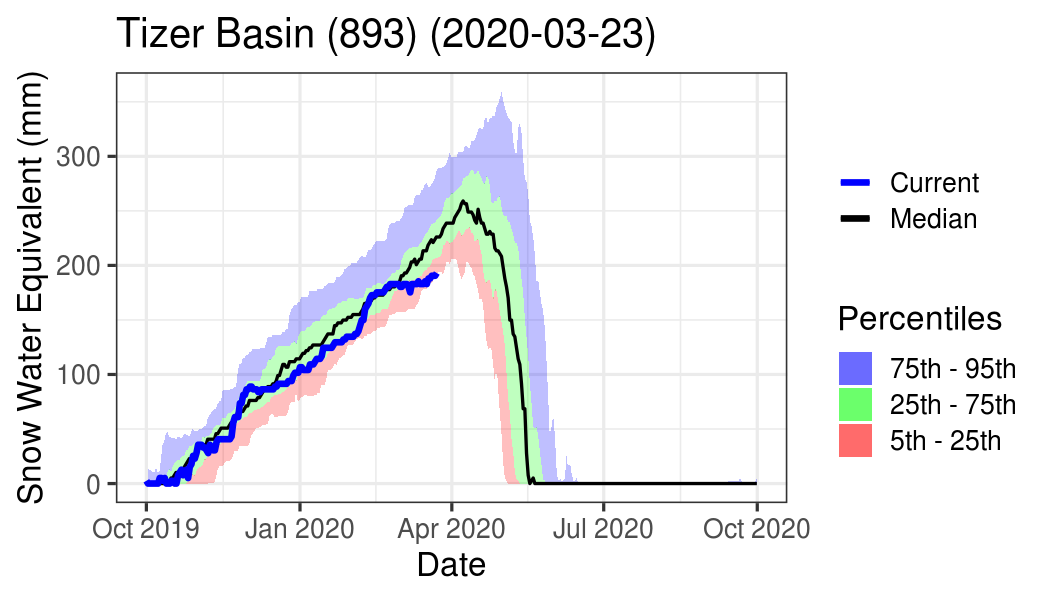 Tizer Basin (893) (2020-03-23)
Snow Water Equivalent (mm)
300
200
100
0
Oct 2019 Jan 2020 Apr 2020 Jul 2020 Oct 2020
Date
Current
Median
Percentiles
75th - 95th
25th - 75th
5th - 25th